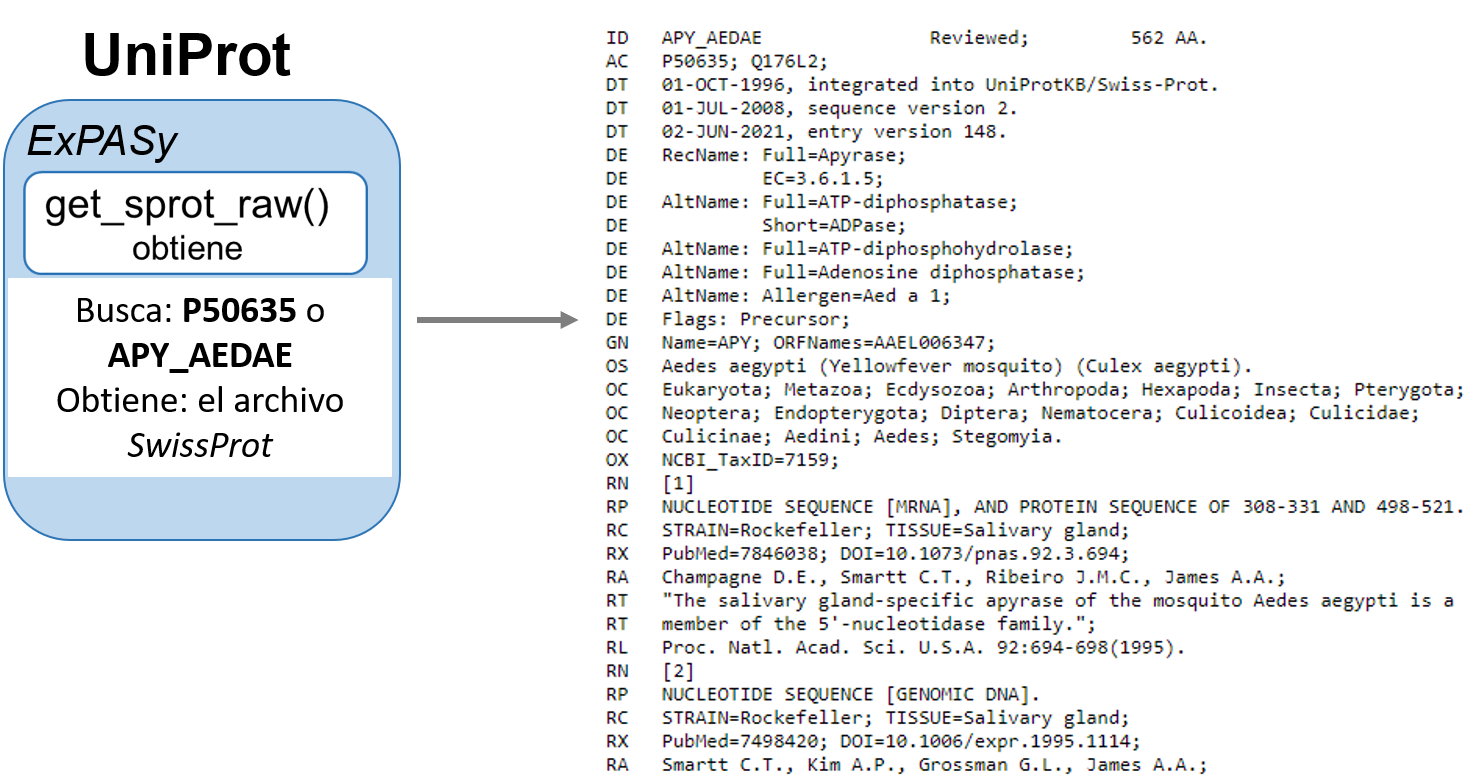 UniProt
ExPASy
get_sprot_raw()
obtiene
Busca: P50635 o
APY_AEDAE
Obtiene: el archivo
SwissProt
ID   APY_AEDAE               Reviewed;         562 AA.
AC   P50635; Q176L2;
DT   01-OCT-1996, integrated into UniProtKB/Swiss-Prot.
DT   01-JUL-2008, sequence version 2.
DT   02-JUN-2021, entry version 148.
DE   RecName: Full=Apyrase;
DE            EC=3.6.1.5;
DE   AltName: Full=ATP-diphosphatase;
DE            Short=ADPase;
DE   AltName: Full=ATP-diphosphohydrolase;
DE   AltName: Full=Adenosine diphosphatase;
DE   AltName: Allergen=Aed a 1;
DE   Flags: Precursor;
GN   Name=APY; ORFNames=AAEL006347;
OS   Aedes aegypti (Yellowfever mosquito) (Culex aegypti).
OC   Eukaryota; Metazoa; Ecdysozoa; Arthropoda; Hexapoda; Insecta; Pterygota;
OC   Neoptera; Endopterygota; Diptera; Nematocera; Culicoidea; Culicidae;
OC   Culicinae; Aedini; Aedes; Stegomyia.
OX   NCBI_TaxID=7159;
RN   [1]
RP   NUCLEOTIDE SEQUENCE [MRNA], AND PROTEIN SEQUENCE OF 308-331 AND 498-521.
RC   STRAIN=Rockefeller; TISSUE=Salivary gland;
RX   PubMed=7846038; DOI=10.1073/pnas.92.3.694;
RA   Champagne D.E., Smartt C.T., Ribeiro J.M.C., James A.A.;
RT   "The salivary gland-specific apyrase of the mosquito Aedes aegypti is a
RT   member of the 5'-nucleotidase family.";
RL   Proc. Natl. Acad. Sci. U.S.A. 92:694-698(1995).
RN   [2]
RP   NUCLEOTIDE SEQUENCE [GENOMIC DNA].
RC   STRAIN=Rockefeller; TISSUE=Salivary gland;
RX   PubMed=7498420; DOI=10.1006/expr.1995.1114;
RA   Smartt C.T., Kim A.P., Grossman G.L., James A.A.;